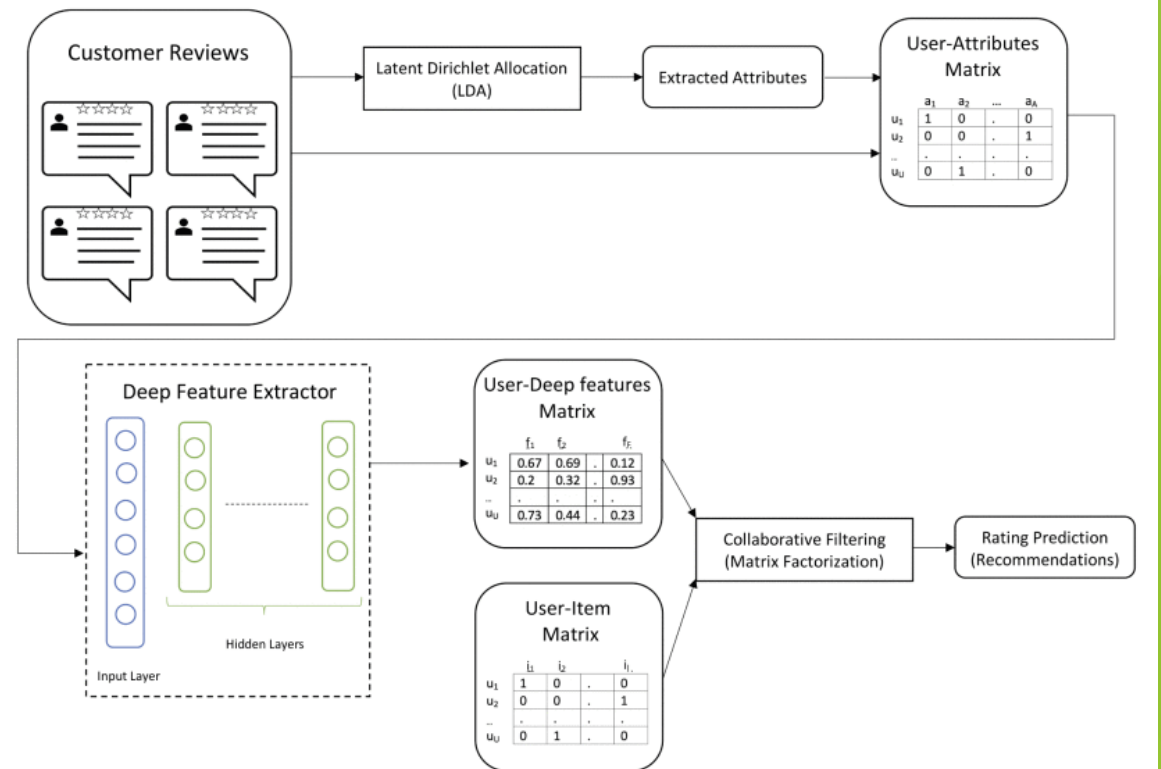 Customer Reviews
Latent Dirichlet Allocation
(LDA)
Extracted Attributes
User-Attributes
Matrix
a1 a2 ... aA
u1 1 0 . 0
u2 0 0 . 1
... . . . .
uU 0 1 . 0
Deep Feature Extractor
Input Layer
Hidden Layers
User-Deep features
Matrix
f1 f2 fF
u1 0.67 0.69 . 0.12
u2 0.2 0.32 . 0.93
... . . . .
uU 0.73 0.44 . 0.23
User-Item
Matrix
i1 i2 iI
u1 1 0 . 0
u2 0 0 . 1
... . . . .
uU 0 1 . 0
Collaborative Filtering
(Matrix Factorization)
Rating Prediction
(Recommendations)